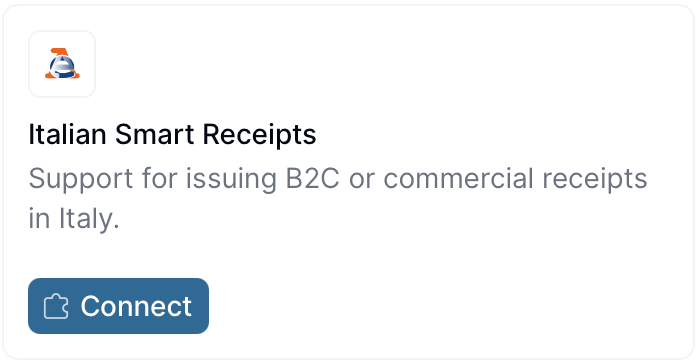 Italian Smart Receipts
Support for issuing B2C or commercial receipts
in Italy.
Connect